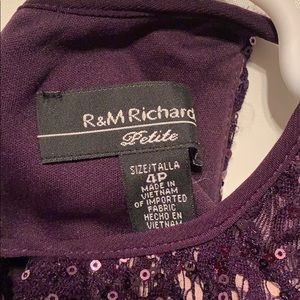 R&M Richard
Petite
SIZE/TALLA
4P
MADE IN
VIETNAM
OF IMPORTED
FABRIC
HECHO EN
VIETNAM